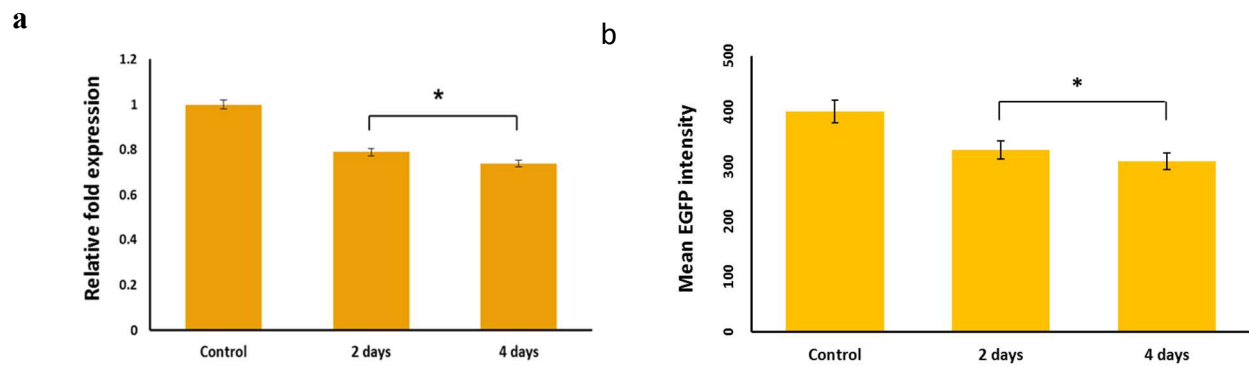 a
Relative fold expression
1.2
1
0.8
0.6
0.4
0.2
0
*
Control
2 days
4 days
b
Mean EGFP intensity
500
400
300
200
100
0
*
Control
2 days
4 days